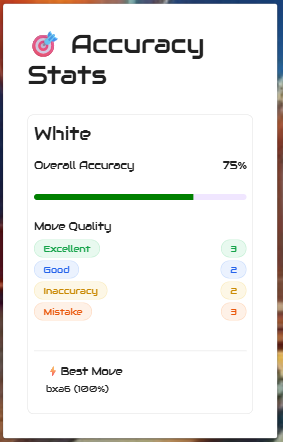 🎯 Accuracy
Stats
White
Overall Accuracy 75%
Move Quality
Excellent 3
Good 2
Inaccuracy 2
Mistake 3
Best Move
bxa6 (100%)